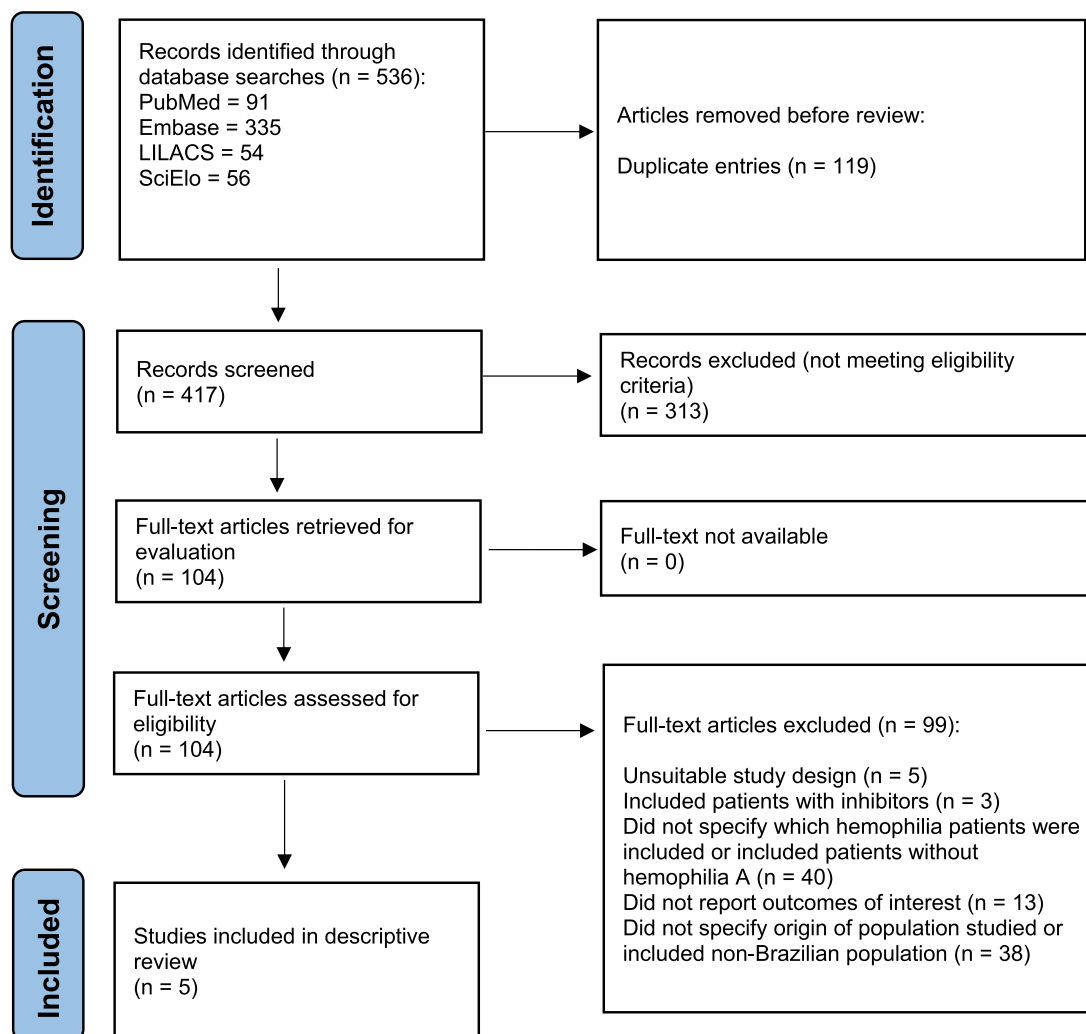 Identification
Records identified through
database searches (n = 536):
PubMed = 91
Embase = 335
LILACS = 54
SciElo = 56
Articles removed before review:
Duplicate entries (n = 119)
Screening
Records screened
(n = 417)
Records excluded (not meeting eligibility
criteria)
(n = 313)
Full-text articles retrieved for
evaluation
(n = 104)
Full-text not available
(n = 0)
Full-text articles assessed for
eligibility
(n = 104)
Full-text articles excluded (n = 99):
Unsuitable study design (n = 5)
Included patients with inhibitors (n = 3)
Did not specify which hemophilia patients were
included or included patients without
hemophilia A (n = 40)
Did not report outcomes of interest (n = 13)
Did not specify origin of population studied or
included non-Brazilian population (n = 38)
Included
Studies included in descriptive
review
(n = 5)